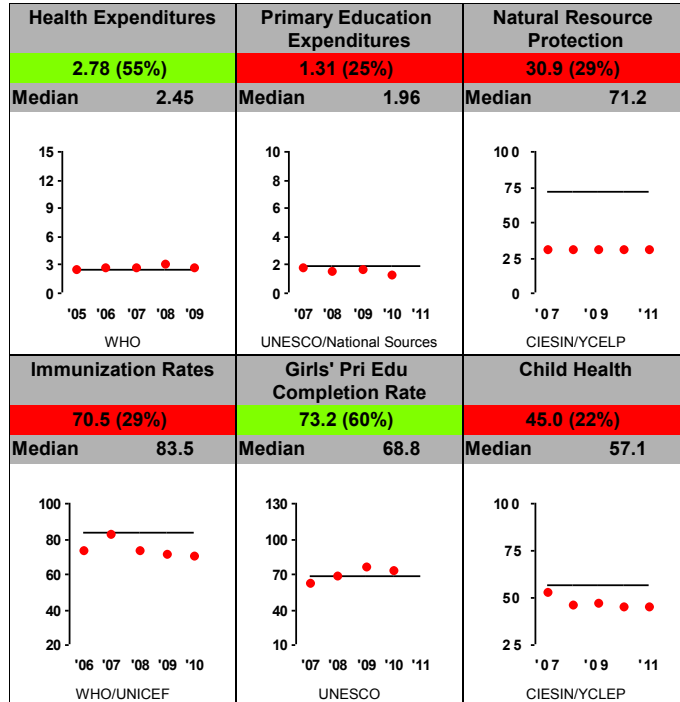 Health Expenditures
2.78 (55%)
Median 2.45
15
12
9
6
3
0
'05 '06 '07 '08 '09
WHO
Primary Education
Expenditures
1.31 (25%)
Median 1.96
10
8
6
4
2
0
'07 '08 '09 '10 '11
UNESCO/National Sources
Natural Resource
Protection
30.9 (29%)
Median 71.2
100
75
25
0
'07 '09 '11
CIESIN/YCELP
Immunization Rates
70.5 (29%)
Median 83.5
100
80
60
40
20
'06 '07 '08 '09 '10
WHO/UNICEF
Girls' Pri Edu
Completion Rate
73.2 (60%)
Median 68.8
130
100
70
40
10
'07 '08 '09 '10 '11
UNESCO
Child Health
45.0 (22%)
Median 57.1
100
75
50
25
'07 '09 '11
CIESIN/YCLEP